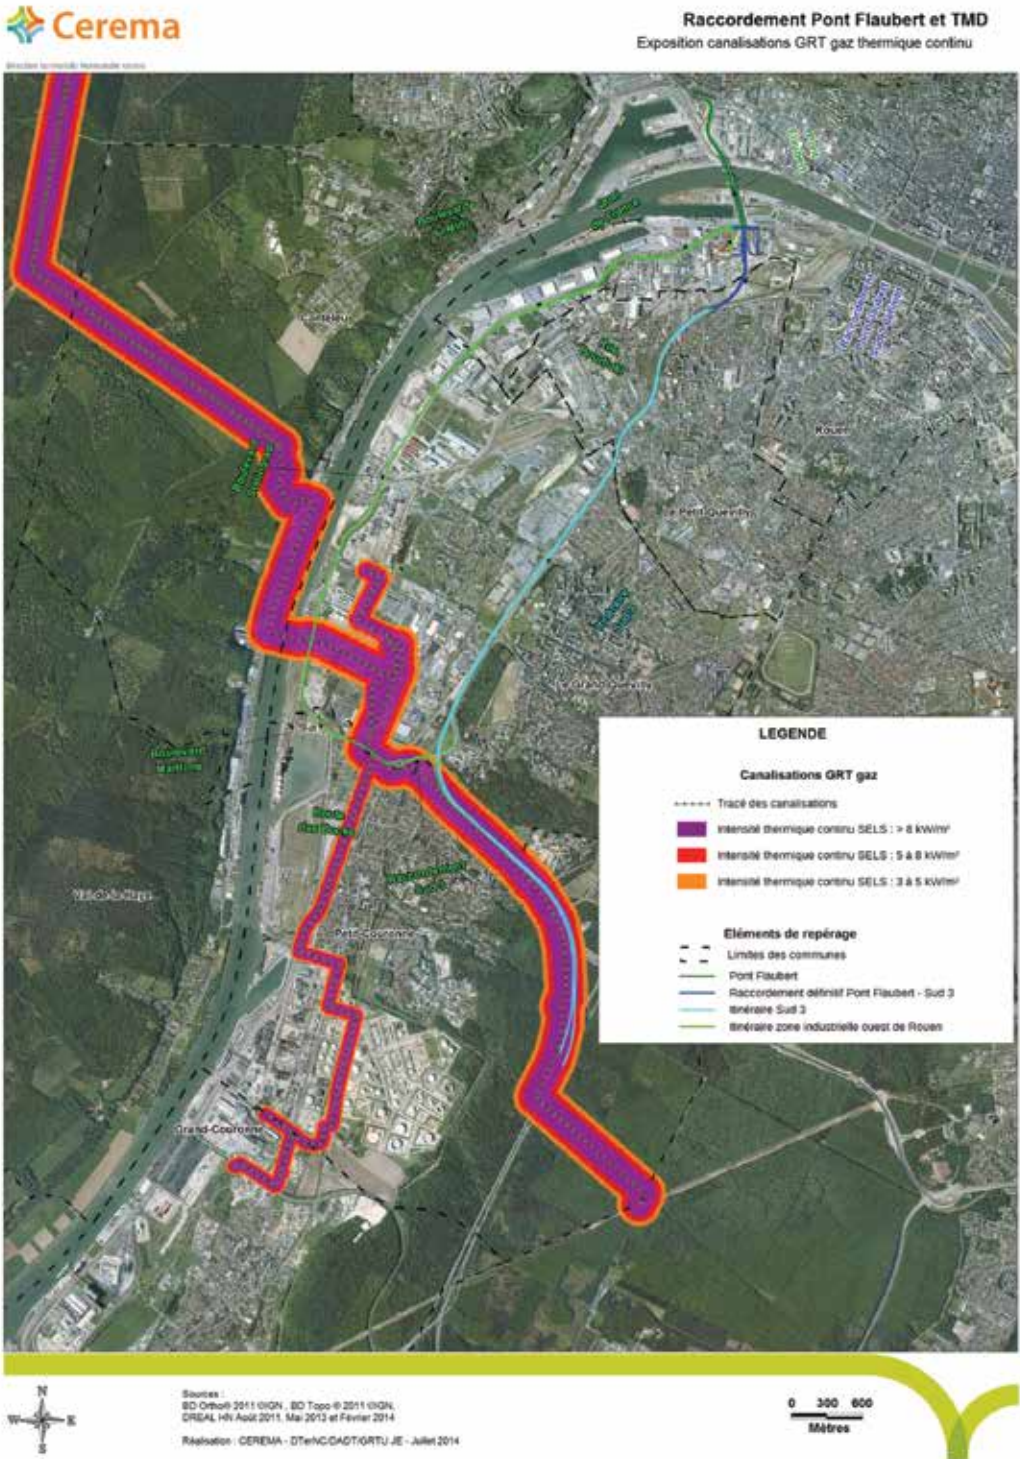 Cerema
Raccordement Pont Flaubert et TMD
Exposition canalisations GRT gaz thermique continu
Canteleu
Rouen
le Petit-Quevilly
le Grand-Quevilly
Val-de-la-Haye
Petit-Couronne
Grand-Couronne
LEGENDE
Canalisations GRT gaz
Tracé des canalisations
Intensité thermique continu SELS : > 8 kW/m²
Intensité thermique continu SELS : 5 à 8 kW/m²
Intensité thermique continu SELS : 3 à 5 kW/m²
Eléments de repérage
Limites des communes
Pont Flaubert
Raccordement définitif Pont Flaubert - Sud 3
Itinéraire Sud 3
Itinéraire zone industrielle ouest de Rouen
N
W E
S
Sources :
BD Ortho® 2011 ©IGN , BD Topo ® 2011 ©IGN,
DREAL HN Août 2011, Mai 2013 et Février 2014
Réalisation : CEREMA - DTerNC/DADT/GRTU JE - Juillet 2014
0 300 600
Mètres